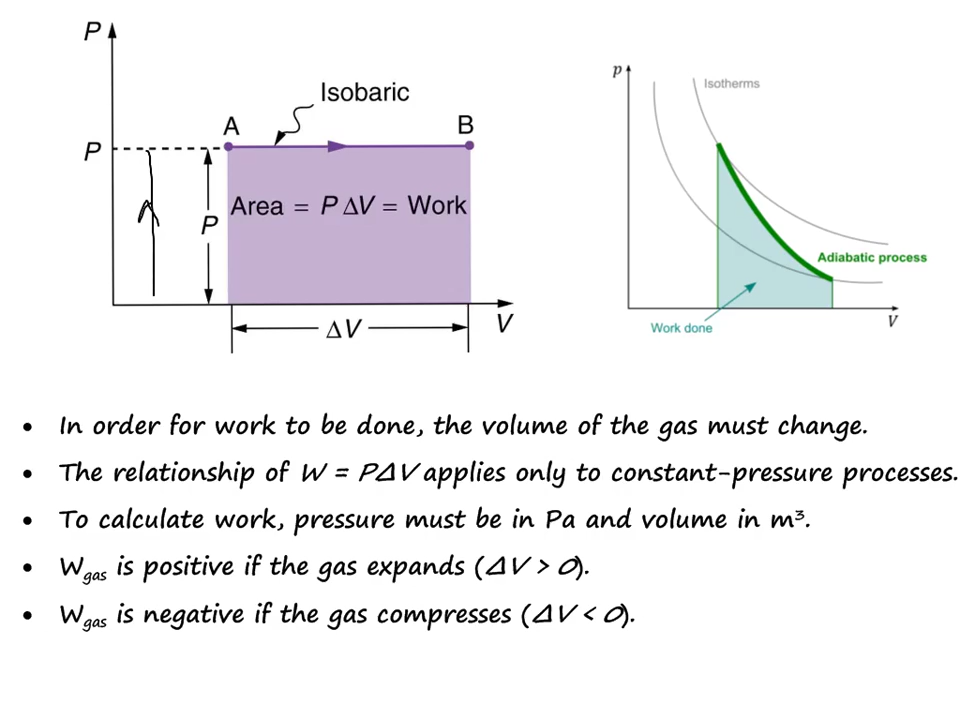 P
Isobaric
A
B
P
Area = P ΔV = Work
P
ΔV
V
p
Isotherms
Adiabatic process
Work done
V
• In order for work to be done, the volume of the gas must change.
• The relationship of W = PΔV applies only to constant-pressure processes.
• To calculate work, pressure must be in Pa and volume in m³.
• Wgas is positive if the gas expands (ΔV > 0).
• Wgas is negative if the gas compresses (ΔV < 0).